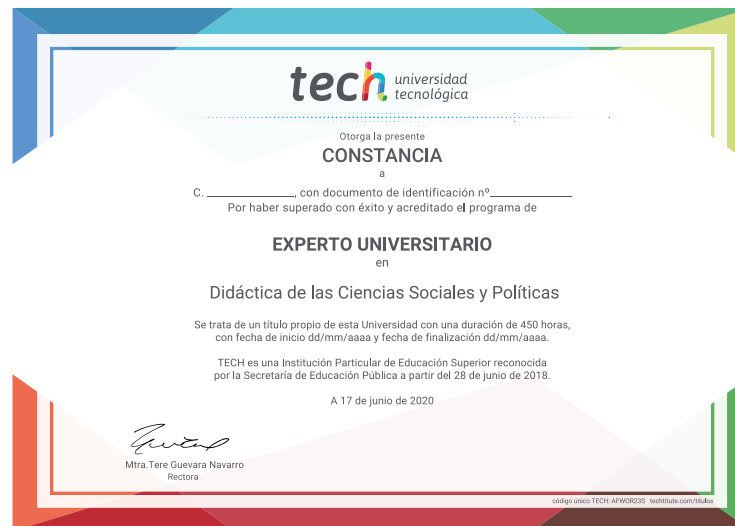 tech universidad
tecnológica
Otorga la presente
CONSTANCIA
a
C. ________________, con documento de identificación nº______________
Por haber superado con éxito y acreditado el programa de
EXPERTO UNIVERSITARIO
en
Didáctica de las Ciencias Sociales y Políticas
Se trata de un título propio de esta Universidad con una duración de 450 horas,
con fecha de inicio dd/mm/aaaa y fecha de finalización dd/mm/aaaa.
TECH es una Institución Particular de Educación Superior reconocida
por la Secretaría de Educación Pública a partir del 28 de junio de 2018.
A 17 de junio de 2020
Mtra.Tere Guevara Navarro
Rectora
código único TECH: AFWOR23S techtitute.com/titulos